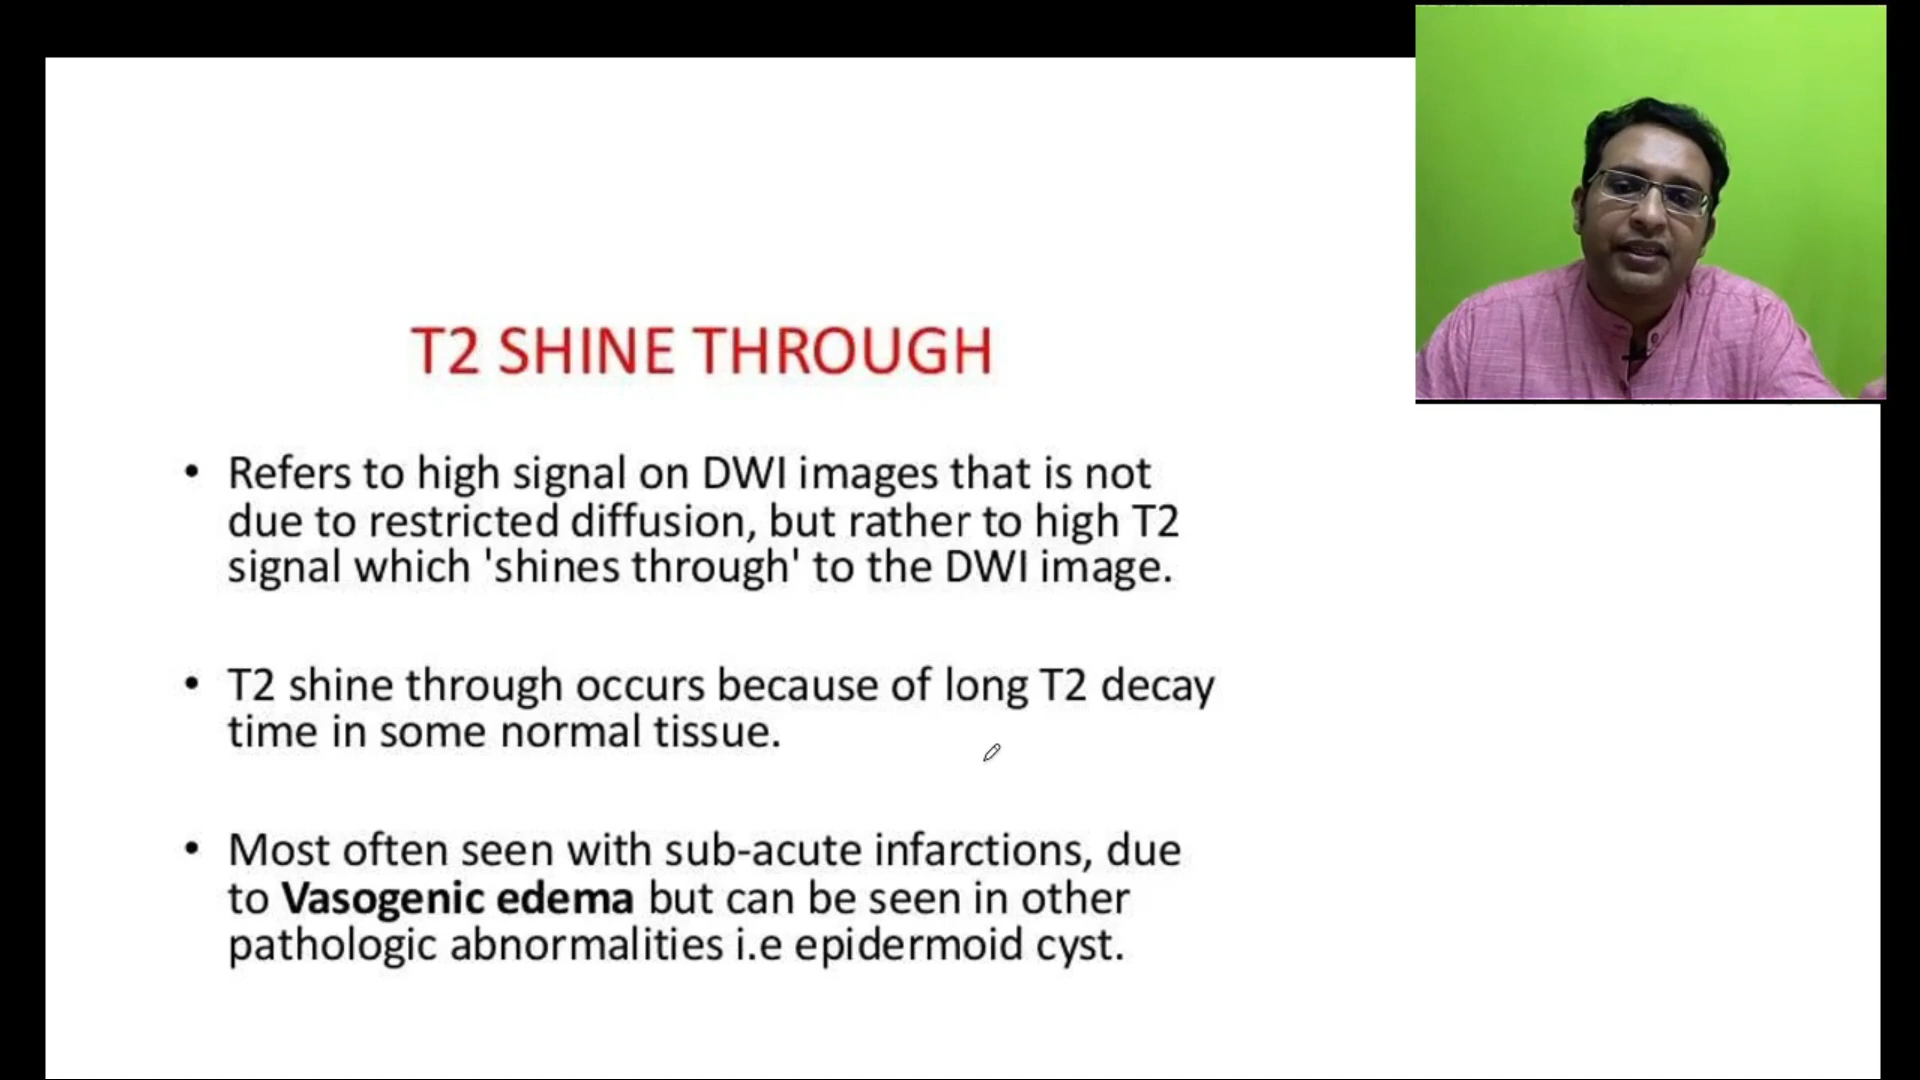 T2 SHINE THROUGH
• Refers to high signal on DWI images that is not
due to restricted diffusion, but rather to high T2
signal which 'shines through' to the DWI image.
• T2 shine through occurs because of long T2 decay
time in some normal tissue.
• Most often seen with sub-acute infarctions, due
to Vasogenic edema but can be seen in other
pathologic abnormalities i.e epidermoid cyst.